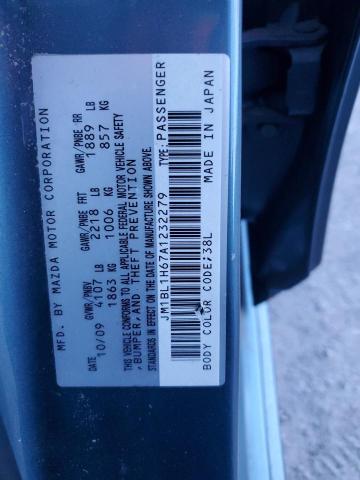 MFD. BY MAZDA MOTOR CORPORATION
GVWR/PNBV GAWR/PNBE FRT GAWR/PNBE RR
10/09 4107 LB 2218 LB 1889 LB
1863 KG 1006 KG 857 KG
THIS VEHICLE CONFORMS TO ALL APPLICABLE FEDERAL MOTOR VEHICLE SAFETY
,BUMPER,AND THEFT PREVENTION
STANDARDS IN EFFECT ON THE DATE OF MANUFACTURE SHOWN ABOVE.
JM1BL1H67A1232279 TYPE:PASSENGER
MADE IN JAPAN
BODY COLOR CODE;38L